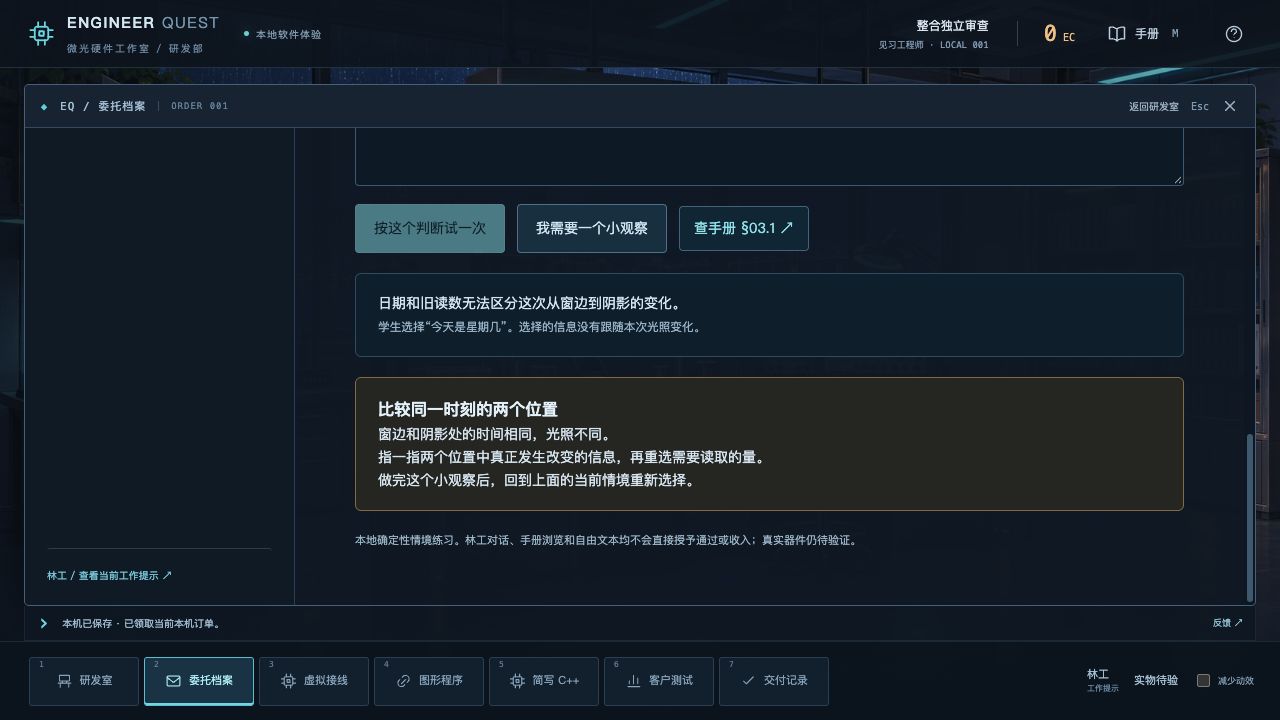 ENGINEER QUEST
微光硬件工作室 / 研发部
本地软件体验
整合独立审查
见习工程师 · LOCAL 001
0 EC
手册 M
EQ / 委托档案
ORDER 001
返回研发室 Esc
按这个判断试一次
我需要一个小观察
查手册 §03.1 ↗
日期和旧读数无法区分这次从窗边到阴影的变化。
学生选择“今天是星期几”。选择的信息没有跟随本次光照变化。
比较同一时刻的两个位置
窗边和阴影处的时间相同，光照不同。
指一指两个位置中真正发生改变的信息，再重选需要读取的量。
做完这个小观察后，回到上面的当前情境重新选择。
本地确定性情境练习。林工对话、手册浏览和自由文本均不会直接授予通过或收入；真实器件仍待验证。
林工 / 查看当前工作提示 ↗
本机已保存 · 已领取当前本机订单。
反馈 ↗
1 研发室
2 委托档案
3 虚拟接线
4 图形程序
5 简写 C++
6 客户测试
7 交付记录
林工
工作提示
实物待验
减少动效